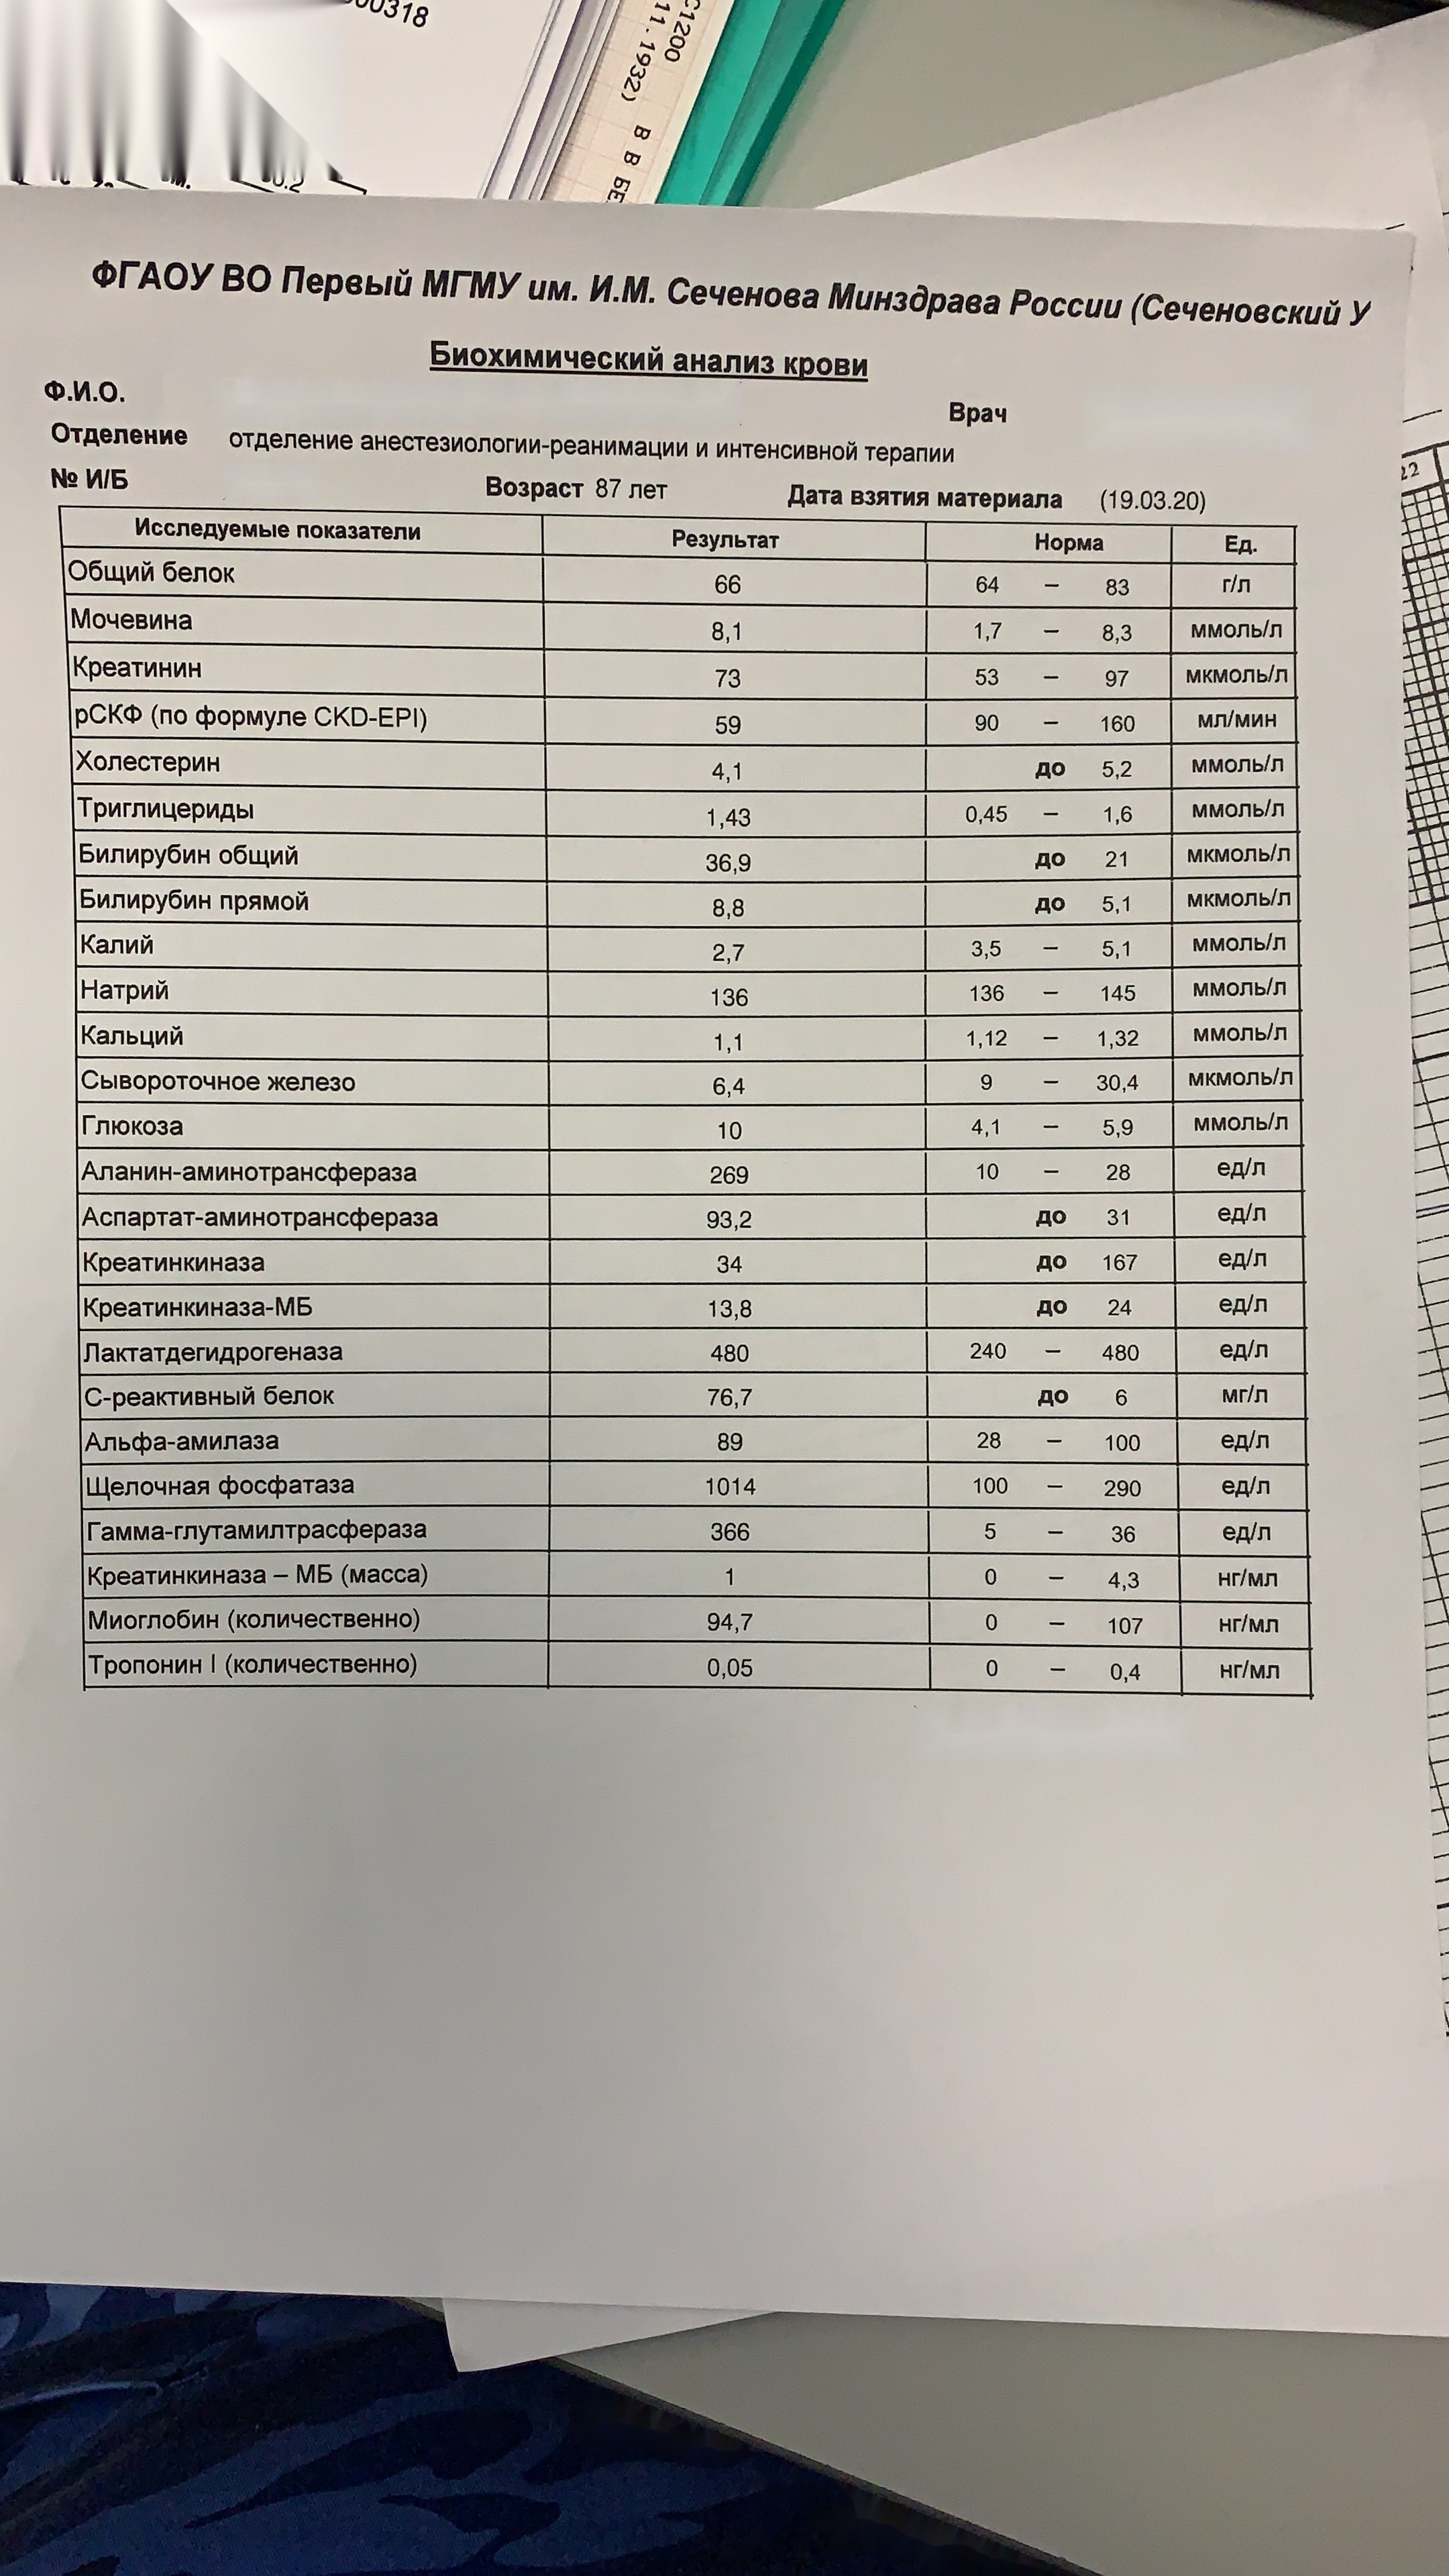 00318
С1200
11.1932) В В БЕ
ФГАОУ ВО Первый МГМУ им. И.М. Сеченова Минздрава России (Сеченовский У
Биохимический анализ крови
Ф.И.О. Врач
Отделение отделение анестезиологии-реанимации и интенсивной терапии
№ И/Б Возраст 87 лет Дата взятия материала (19.03.20)
Исследуемые показатели Результат Норма Ед.
Общий белок 66 64 – 83 г/л
Мочевина 8,1 1,7 – 8,3 ммоль/л
Креатинин 73 53 – 97 мкмоль/л
рСКФ (по формуле CKD-EPI) 59 90 – 160 мл/мин
Холестерин 4,1 до 5,2 ммоль/л
Триглицериды 1,43 0,45 – 1,6 ммоль/л
Билирубин общий 36,9 до 21 мкмоль/л
Билирубин прямой 8,8 до 5,1 мкмоль/л
Калий 2,7 3,5 – 5,1 ммоль/л
Натрий 136 136 – 145 ммоль/л
Кальций 1,1 1,12 – 1,32 ммоль/л
Сывороточное железо 6,4 9 – 30,4 мкмоль/л
Глюкоза 10 4,1 – 5,9 ммоль/л
Аланин-аминотрансфераза 269 10 – 28 ед/л
Аспартат-аминотрансфераза 93,2 до 31 ед/л
Креатинкиназа 34 до 167 ед/л
Креатинкиназа-МБ 13,8 до 24 ед/л
Лактатдегидрогеназа 480 240 – 480 ед/л
С-реактивный белок 76,7 до 6 мг/л
Альфа-амилаза 89 28 – 100 ед/л
Щелочная фосфатаза 1014 100 – 290 ед/л
Гамма-глутамилтрасфераза 366 5 – 36 ед/л
Креатинкиназа – МБ (масса) 1 0 – 4,3 нг/мл
Миоглобин (количественно) 94,7 0 – 107 нг/мл
Тропонин I (количественно) 0,05 0 – 0,4 нг/мл
22